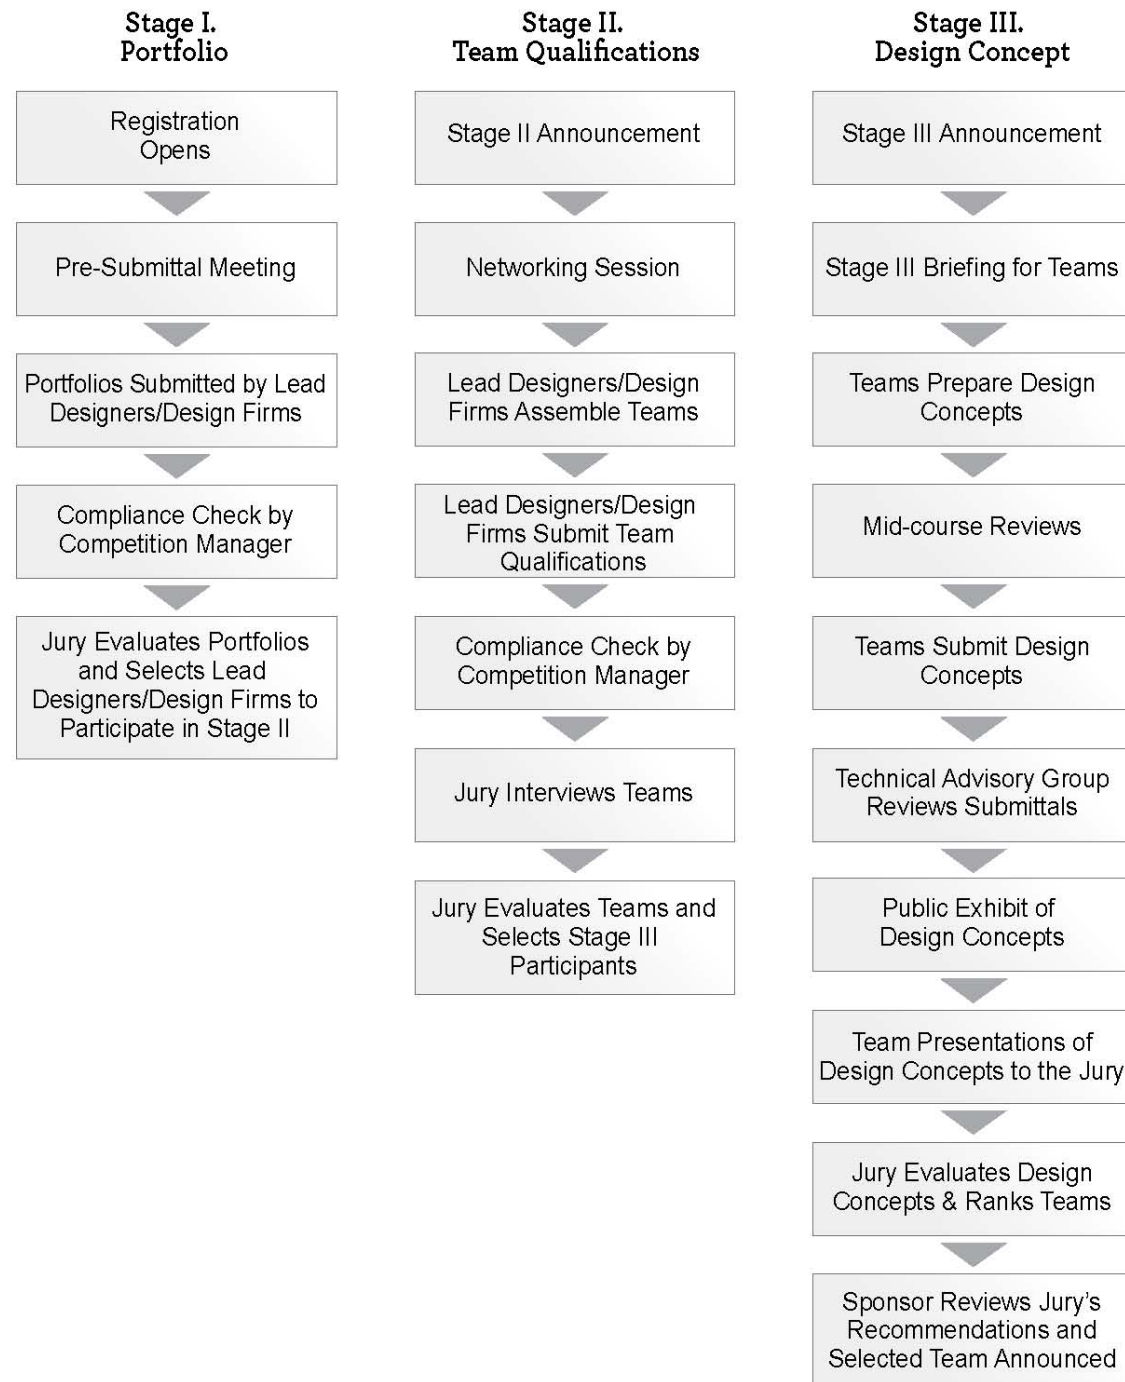 Stage I.
Portfolio
Registration
Opens
Pre-Submittal Meeting
Portfolios Submitted by Lead
Designers/Design Firms
Compliance Check by
Competition Manager
Jury Evaluates Portfolios
and Selects Lead
Designers/Design Firms to
Participate in Stage II
Stage II.
Team Qualifications
Stage II Announcement
Networking Session
Lead Designers/Design
Firms Assemble Teams
Lead Designers/Design
Firms Submit Team
Qualifications
Compliance Check by
Competition Manager
Jury Interviews Teams
Jury Evaluates Teams and
Selects Stage III
Participants
Stage III.
Design Concept
Stage III Announcement
Stage III Briefing for Teams
Teams Prepare Design
Concepts
Mid-course Reviews
Teams Submit Design
Concepts
Technical Advisory Group
Reviews Submittals
Public Exhibit of
Design Concepts
Team Presentations of
Design Concepts to the Jury
Jury Evaluates Design
Concepts & Ranks Teams
Sponsor Reviews Jury's
Recommendations and
Selected Team Announced